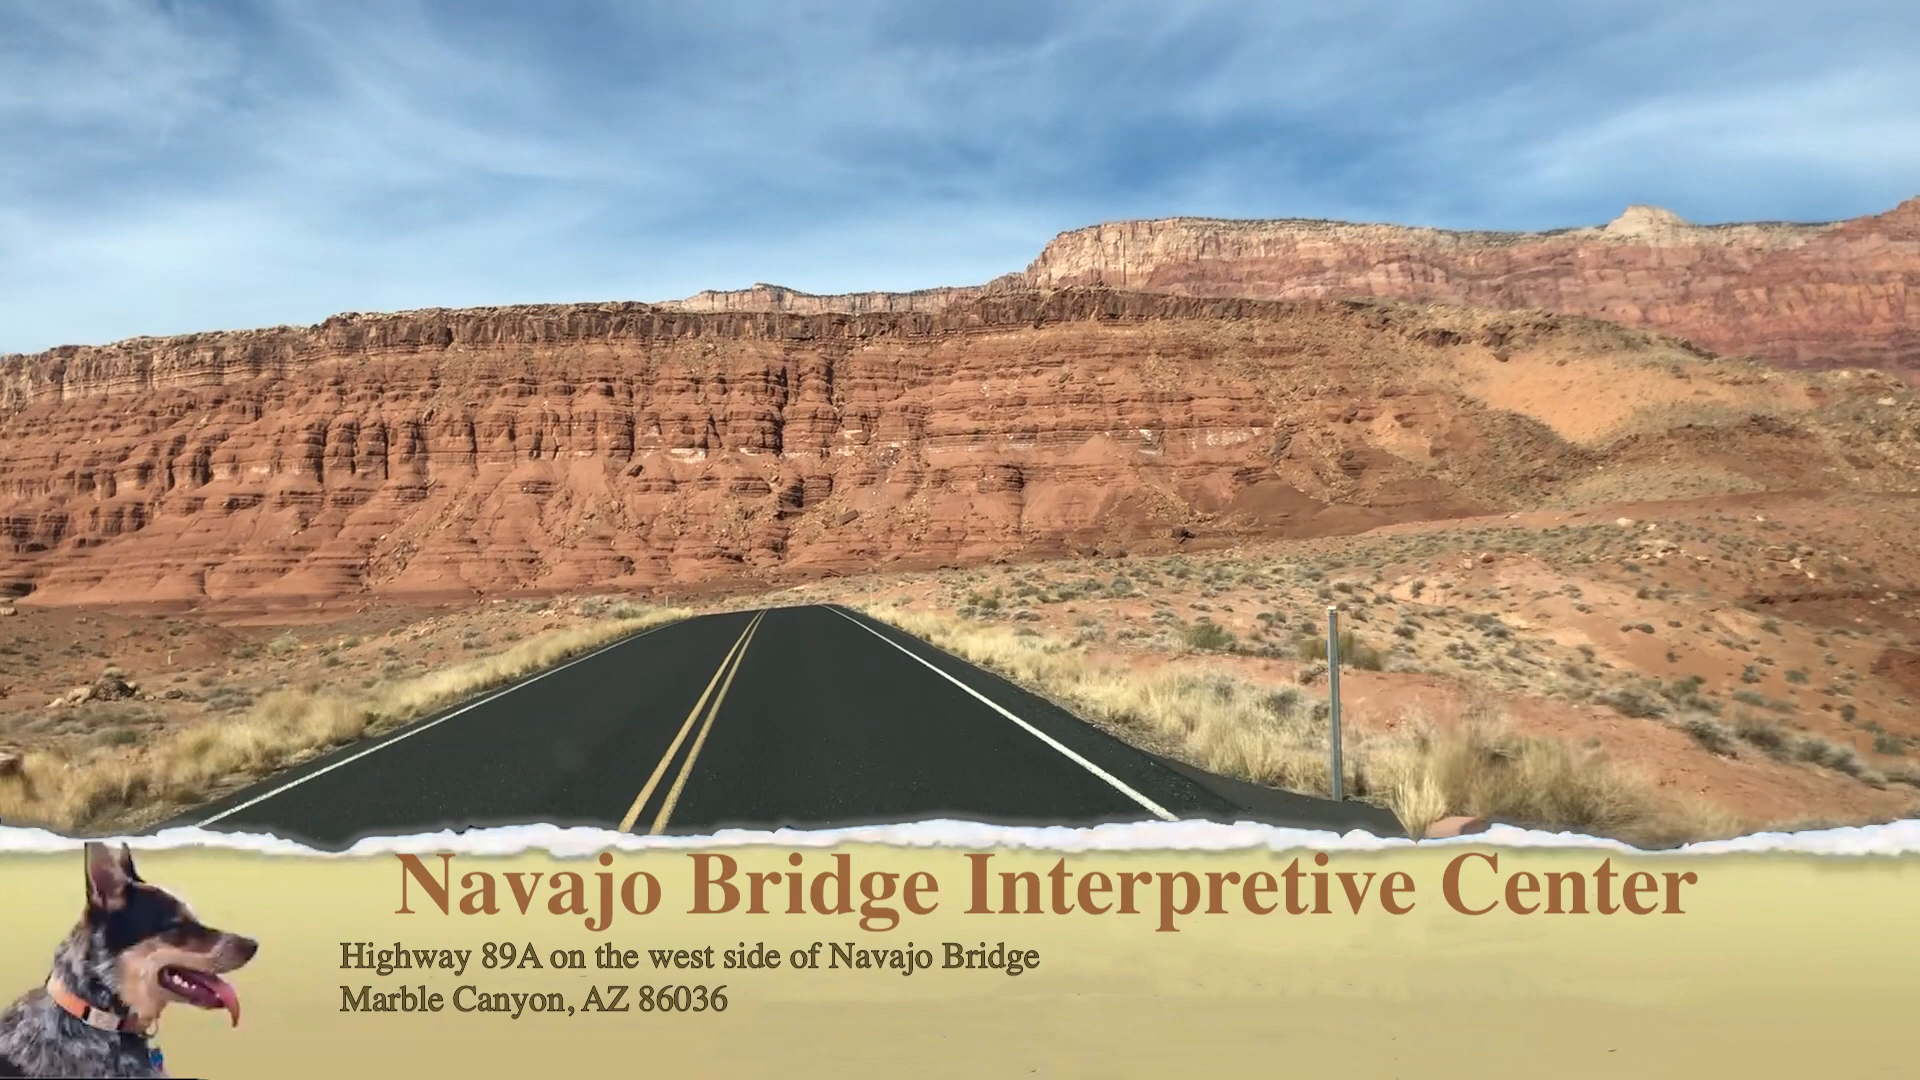 Navajo Bridge Interpretive Center
Highway 89A on the west side of Navajo Bridge
Marble Canyon, AZ 86036